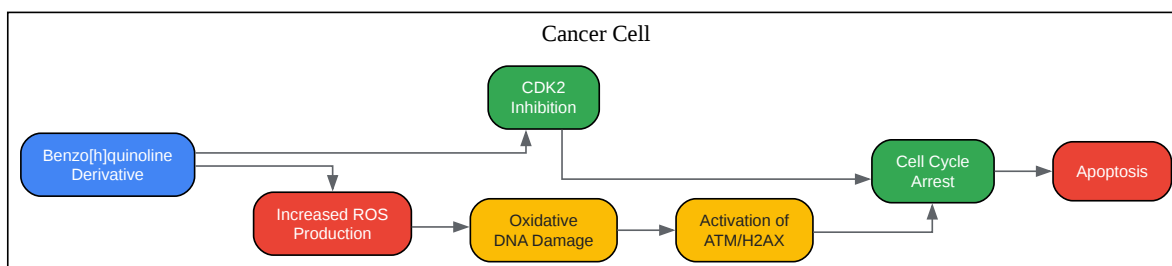 Cancer Cell
CDK2
Inhibition
Benzo[h]quinoline
Derivative
Increased ROS
Production
Oxidative
DNA Damage
Activation of
ATM/H2AX
Cell Cycle
Arrest
Apoptosis